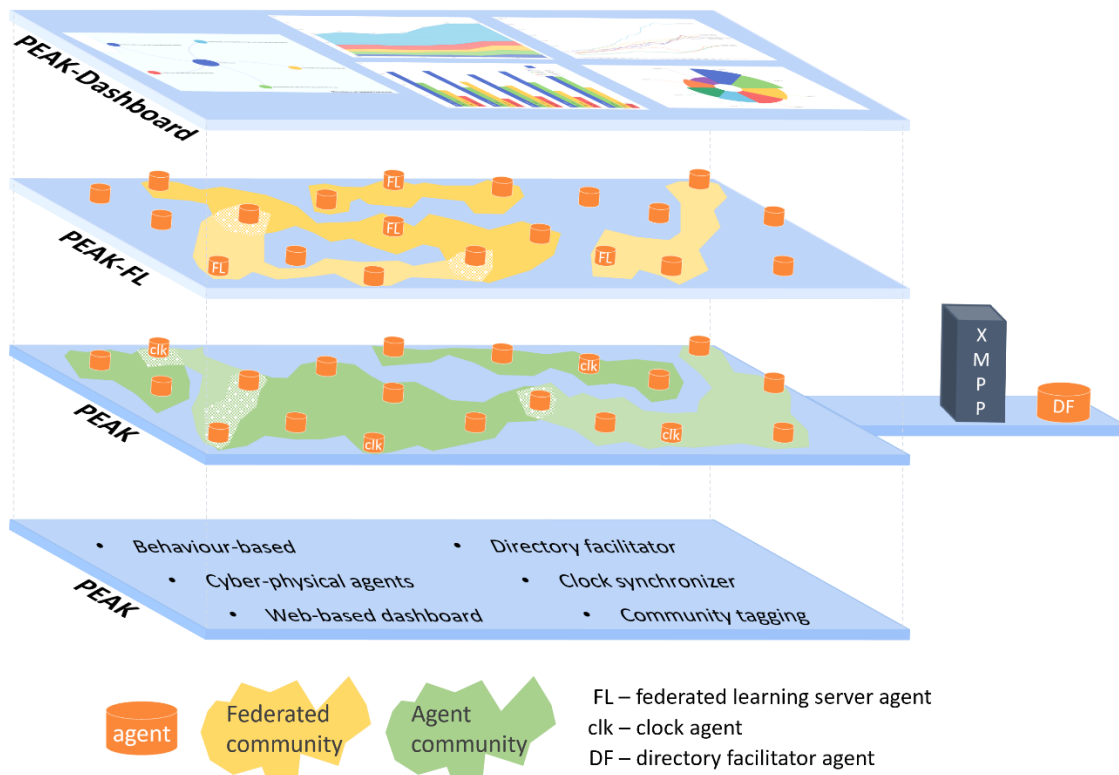 PEAK-Dashboard
FL
FL
FL
FL
PEAK-FL
clk
clk
clk
clk
PEAK
X
M
P
P
DF
• Behaviour-based
• Directory facilitator
• Cyber-physical agents
• Clock synchronizer
• Web-based dashboard
• Community tagging
PEAK
agent
Federated
community
Agent
community
FL – federated learning server agent
clk – clock agent
DF – directory facilitator agent